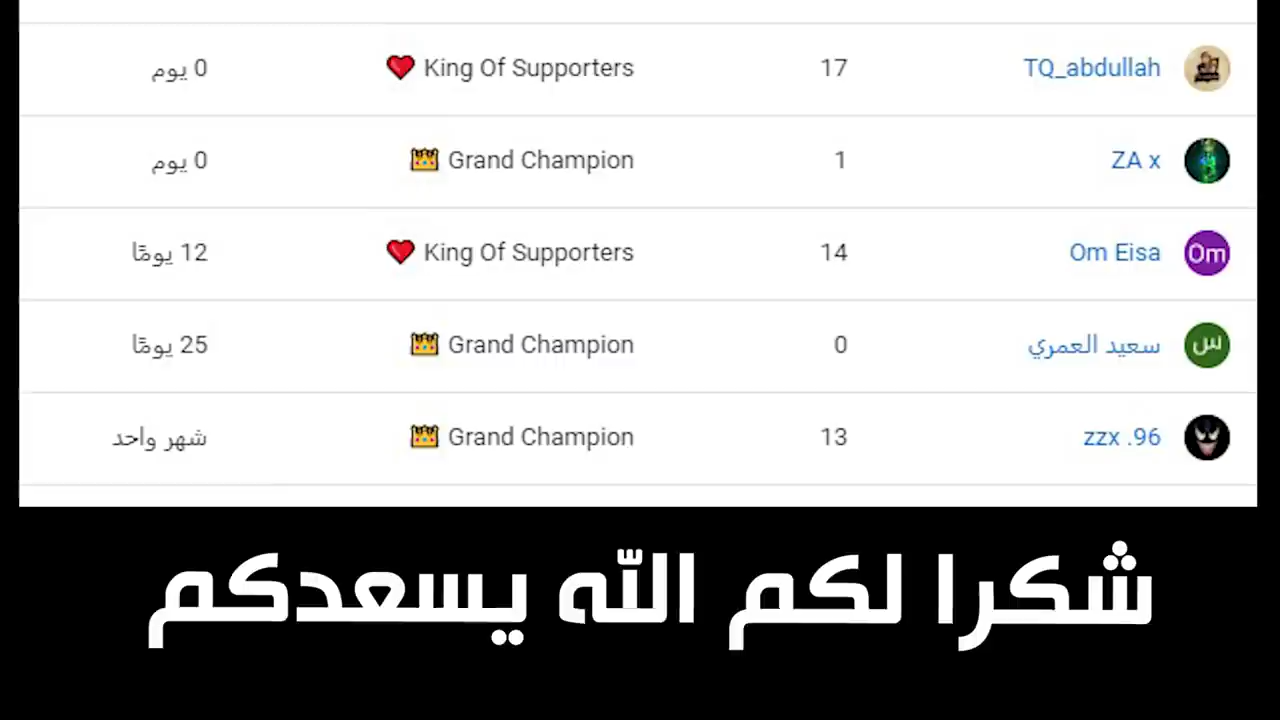 TQ_abdullah 17 King Of Supporters 0 يوم
ZA x 1 Grand Champion 0 يوم
Om Om Eisa 14 King Of Supporters 12 يومًا
س سعيد العمري 0 Grand Champion 25 يومًا
zzx .96 13 Grand Champion شهر واحد
شكرا لكم الله يسعدكم